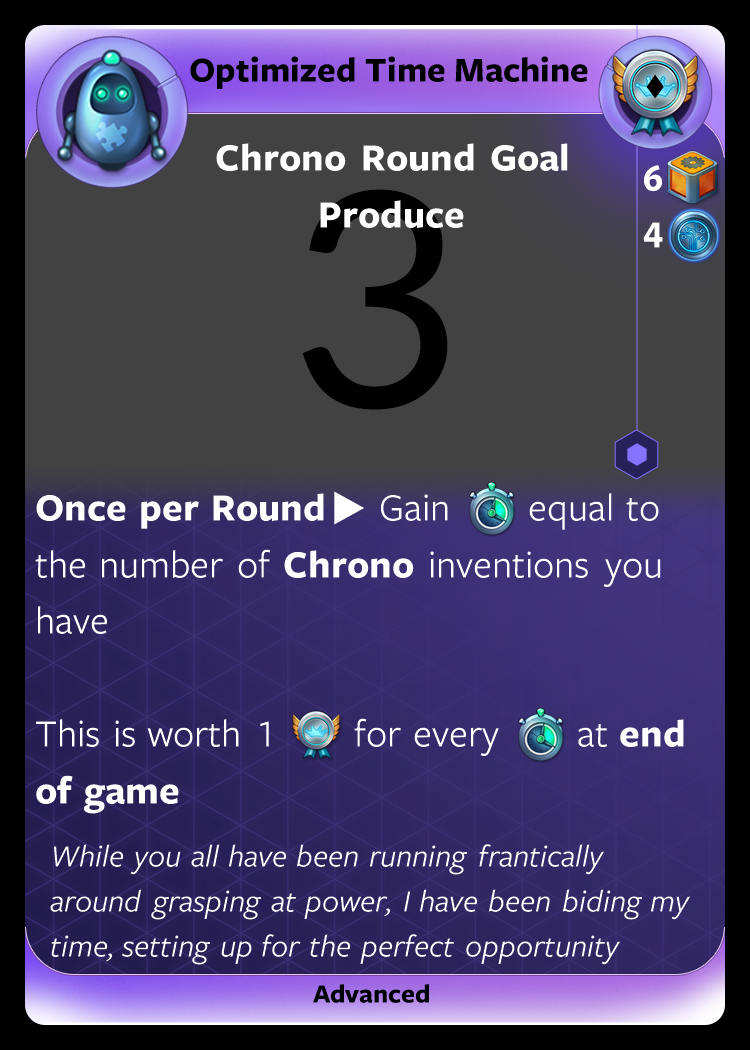 Optimized Time Machine
Chrono Round Goal
Produce
6
4
3
Once per Round▶ Gain equal to
the number of Chrono inventions you
have
This is worth 1 for every at end
of game
While you all have been running frantically
around grasping at power, I have been biding my
time, setting up for the perfect opportunity
Advanced